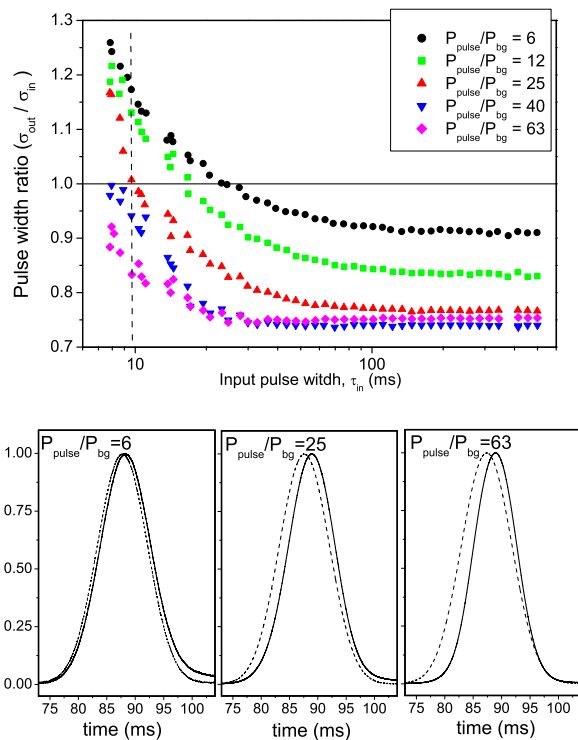 1.3
1.2
1.1
1.0
0.9
0.8
0.7
Pulse width ratio (σout / σin)
Ppulse/Pbg = 6
Ppulse/Pbg = 12
Ppulse/Pbg = 25
Ppulse/Pbg = 40
Ppulse/Pbg = 63
10 100
Input pulse witdh, τin (ms)
Ppulse/Pbg=6 Ppulse/Pbg=25 Ppulse/Pbg=63
1.00
0.75
0.50
0.25
0.00
75 80 85 90 95 100 75 80 85 90 95 100 75 80 85 90 95 100
time (ms) time (ms) time (ms)